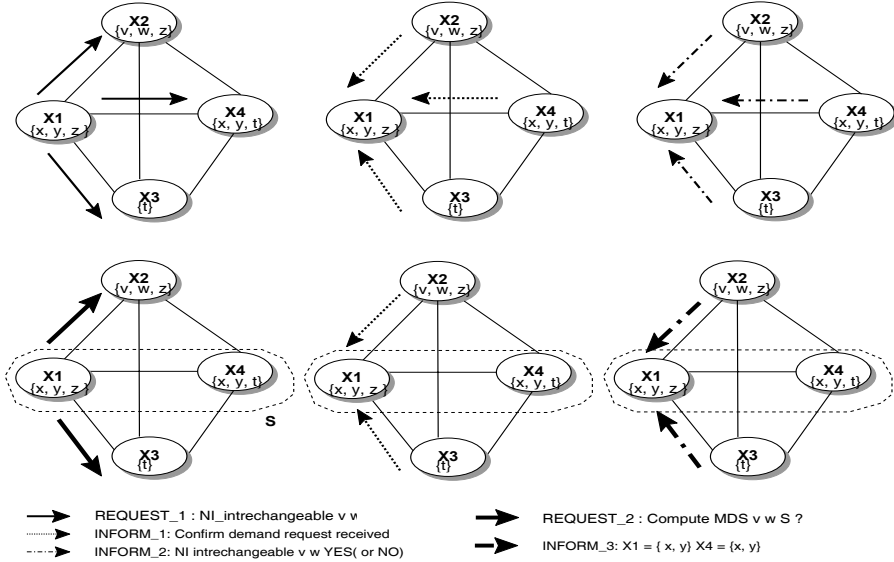 X2
{v, w, z}
X1
{x, y, z }
X4
{x, y, t}
X3
{t}
X2
{v, w, z}
X1
{x, y, z }
X4
{x, y, t}
X3
{t}
X2
{v, w, z}
X1
{x, y, z }
X4
{x, y, t}
X3
{t}
X2
{v, w, z}
X1
{x, y, z }
X4
{x, y, t}
X3
{t}
S
X2
{v, w, z}
X1
{x, y, z }
X4
{x, y, t}
X3
{t}
X2
{v, w, z}
X1
{x, y, z }
X4
{x, y, t}
X3
{t}
REQUEST_1 : NI_intrechangeable v w
INFORM_1: Confirm demand request received
INFORM_2: NI intrechangeable v w YES( or NO)
REQUEST_2 : Compute MDS v w S ?
INFORM_3: X1 = { x, y} X4 = {x, y}